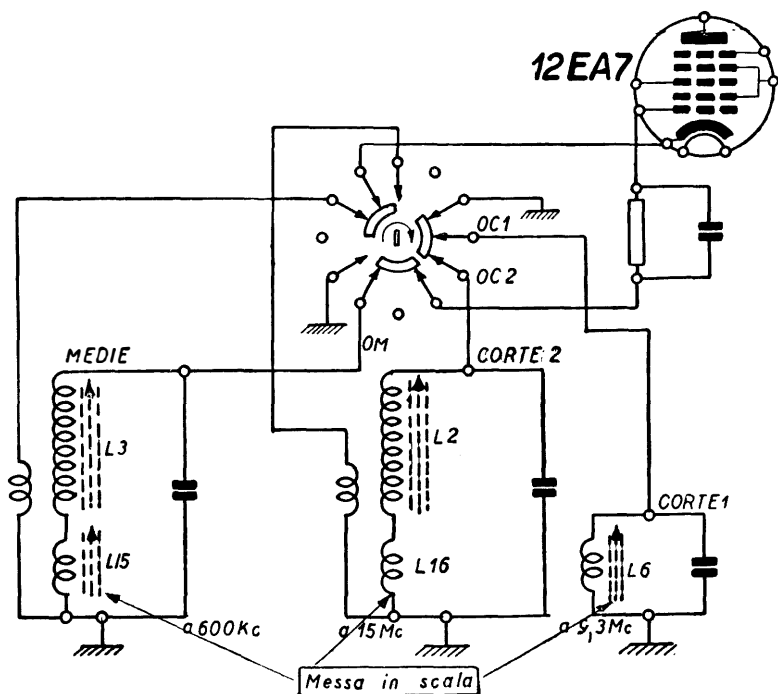 12EA7
OC1
OC2
OM
MEDIE
CORTE 2
L3
L2
CORTE1
L15
L16
L6
a 600Kc
a 15Mc
a 9,3Mc
Messa in scala